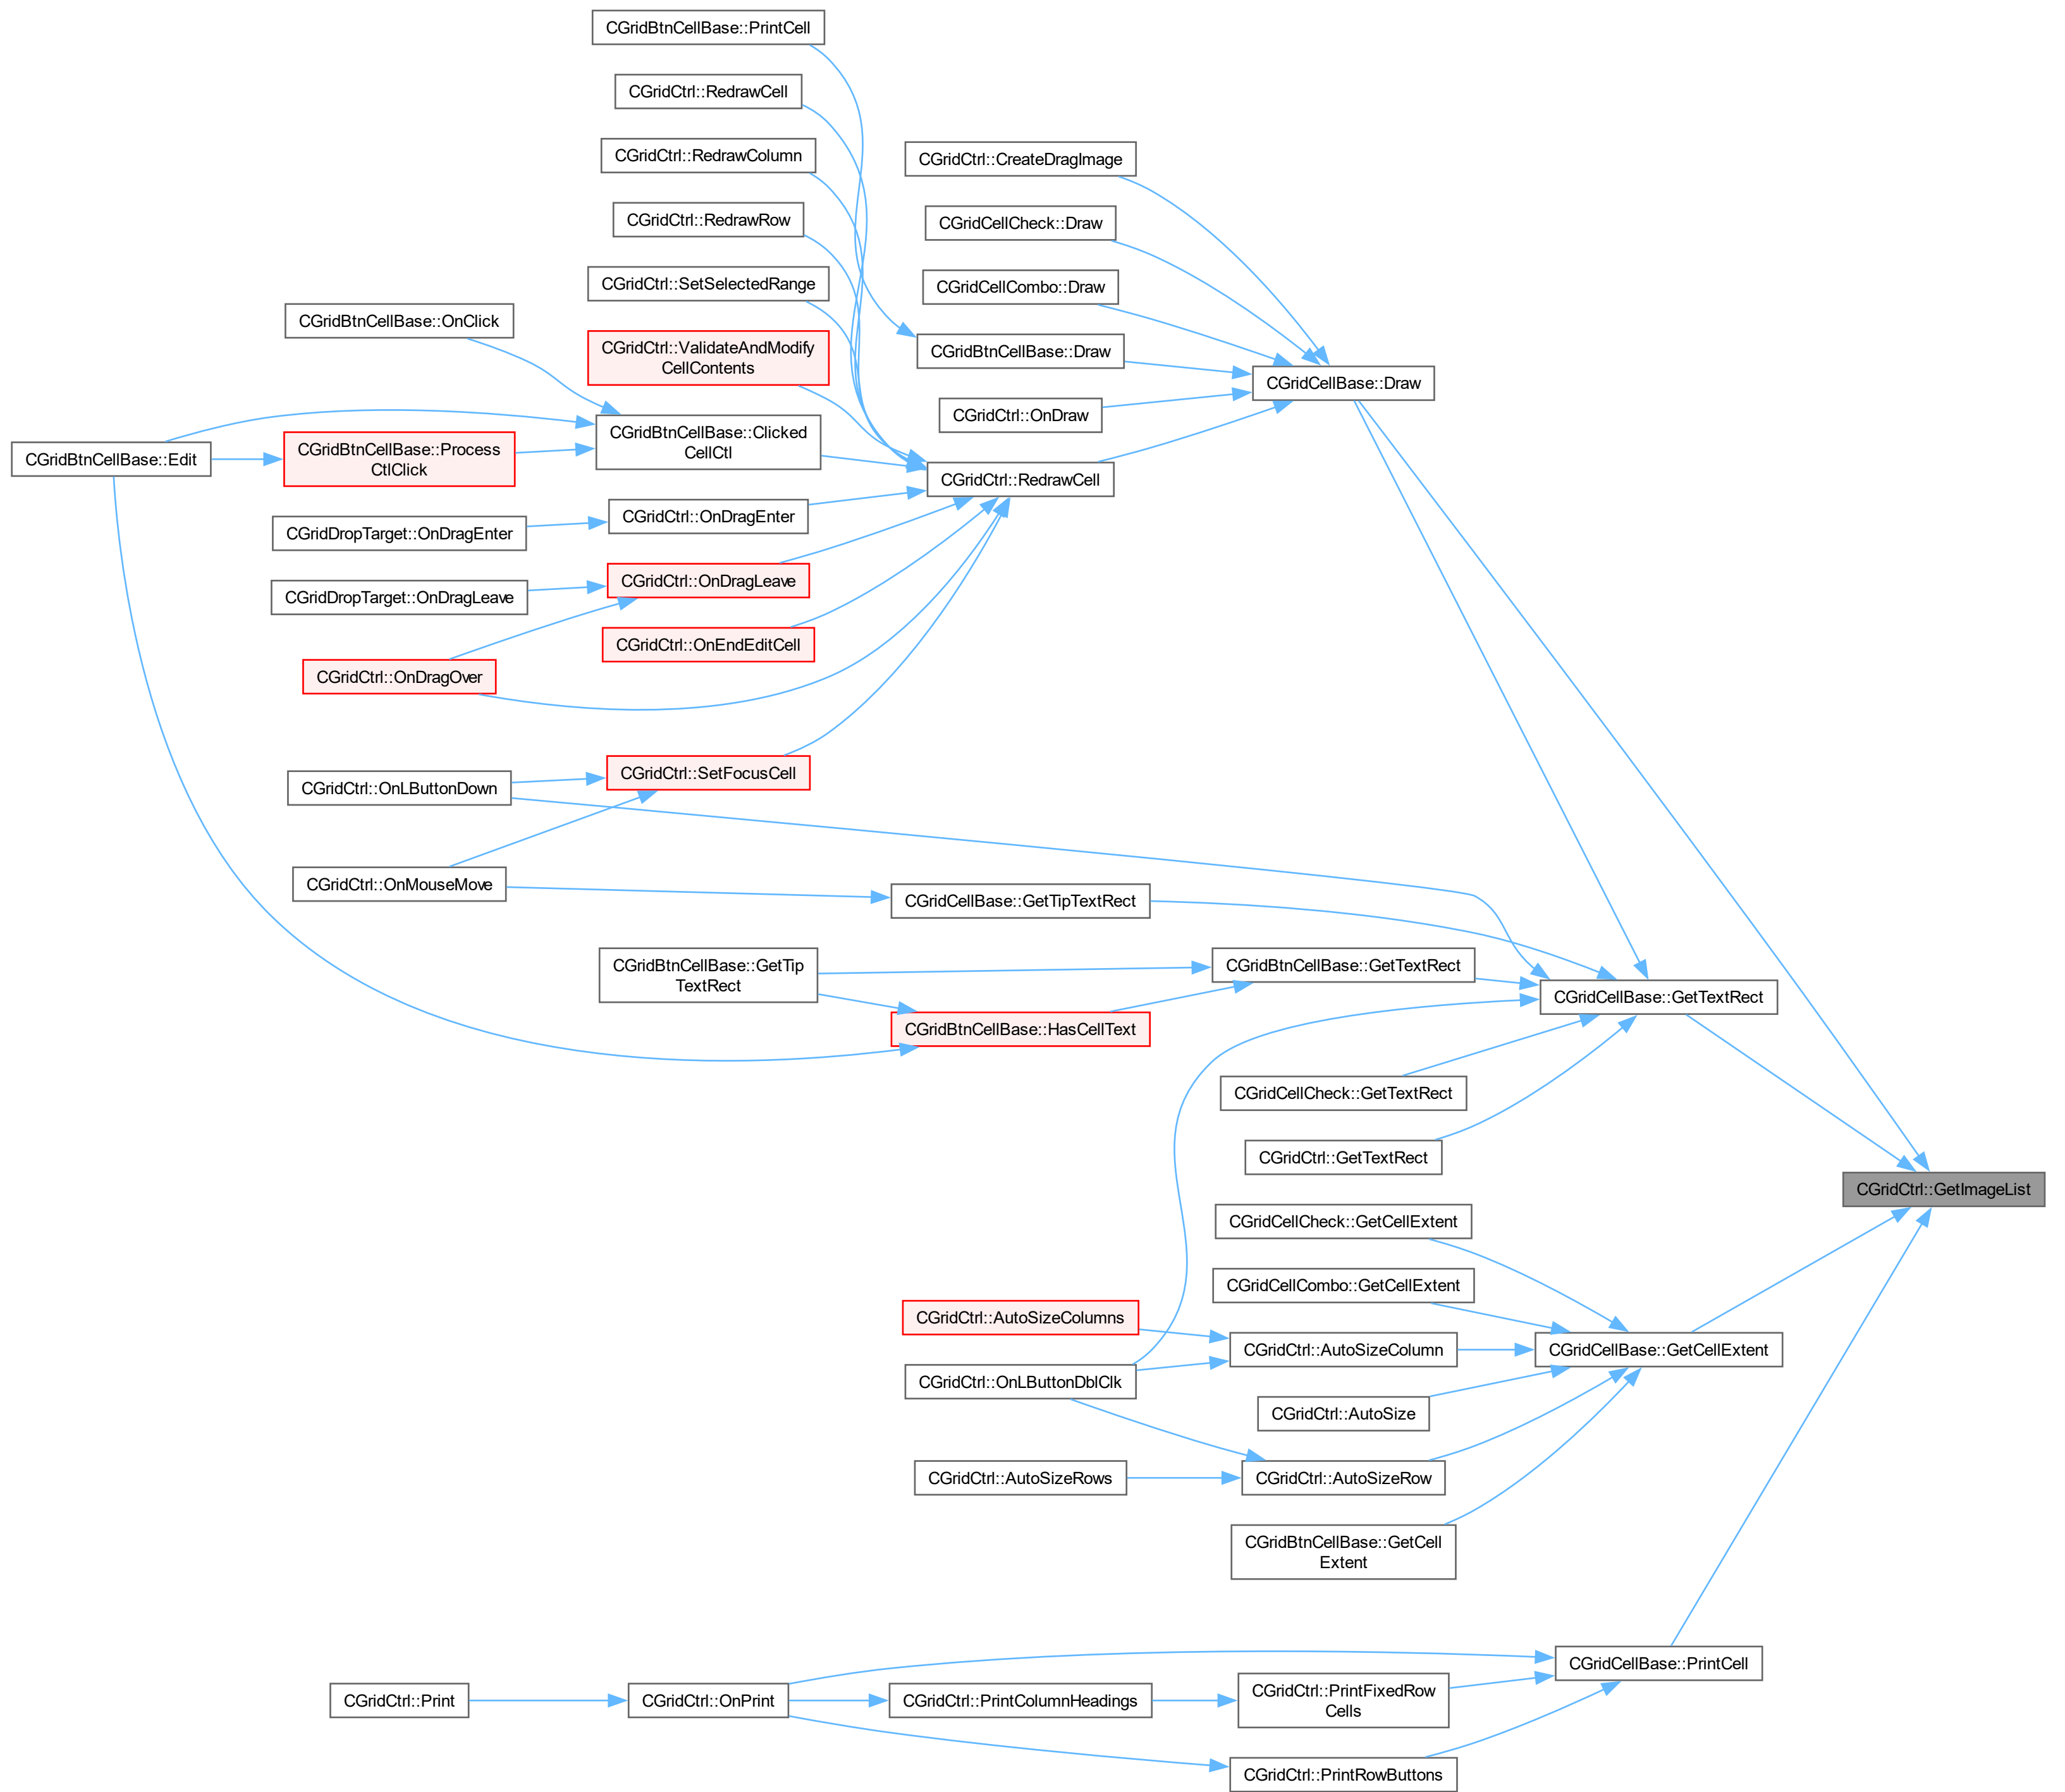 CGridBtnCellBase::PrintCell
CGridCtrl::RedrawCell
CGridCtrl::RedrawColumn
CGridCtrl::RedrawRow
CGridCtrl::SetSelectedRange
CGridCtrl::ValidateAndModify
CellContents
CGridCtrl::CreateDragImage
CGridCellCheck::Draw
CGridCellCombo::Draw
CGridBtnCellBase::Draw
CGridCtrl::OnDraw
CGridCellBase::Draw
CGridBtnCellBase::OnClick
CGridBtnCellBase::Clicked
CellCtl
CGridBtnCellBase::Edit
CGridBtnCellBase::Process
CtlClick
CGridCtrl::RedrawCell
CGridCtrl::OnDragEnter
CGridDropTarget::OnDragEnter
CGridCtrl::OnDragLeave
CGridDropTarget::OnDragLeave
CGridCtrl::OnEndEditCell
CGridCtrl::OnDragOver
CGridCtrl::SetFocusCell
CGridCtrl::OnLButtonDown
CGridCtrl::OnMouseMove
CGridCellBase::GetTipTextRect
CGridBtnCellBase::GetTip
TextRect
CGridBtnCellBase::GetTextRect
CGridCellBase::GetTextRect
CGridBtnCellBase::HasCellText
CGridCellCheck::GetTextRect
CGridCtrl::GetTextRect
CGridCtrl::GetImageList
CGridCellCheck::GetCellExtent
CGridCellCombo::GetCellExtent
CGridCtrl::AutoSizeColumns
CGridCtrl::AutoSizeColumn
CGridCellBase::GetCellExtent
CGridCtrl::OnLButtonDblClk
CGridCtrl::AutoSize
CGridCtrl::AutoSizeRows
CGridCtrl::AutoSizeRow
CGridBtnCellBase::GetCell
Extent
CGridCellBase::PrintCell
CGridCtrl::Print
CGridCtrl::OnPrint
CGridCtrl::PrintColumnHeadings
CGridCtrl::PrintFixedRow
Cells
CGridCtrl::PrintRowButtons